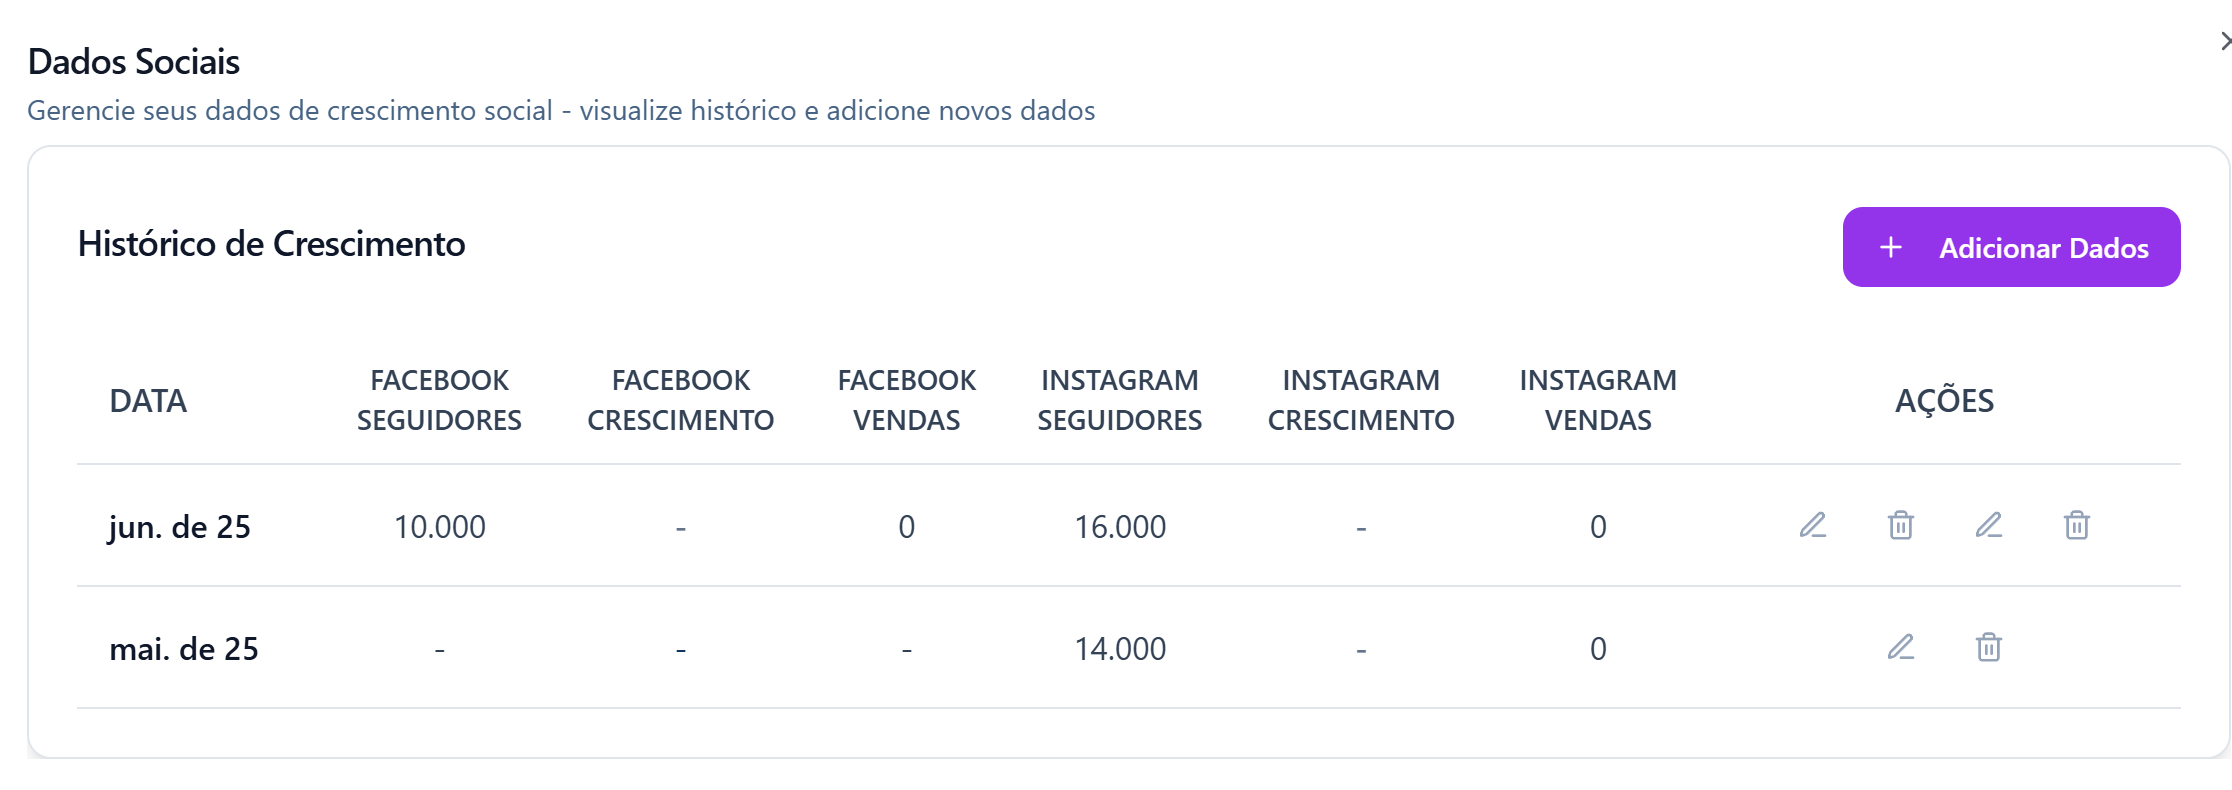 Dados Sociais
Gerencie seus dados de crescimento social - visualize histórico e adicione novos dados
Histórico de Crescimento
Adicionar Dados
DATA
FACEBOOK
SEGUIDORES
FACEBOOK
CRESCIMENTO
FACEBOOK
VENDAS
INSTAGRAM
SEGUIDORES
INSTAGRAM
CRESCIMENTO
INSTAGRAM
VENDAS
AÇÕES
jun. de 25 10.000 - 0 16.000 - 0
mai. de 25 - - - 14.000 - 0